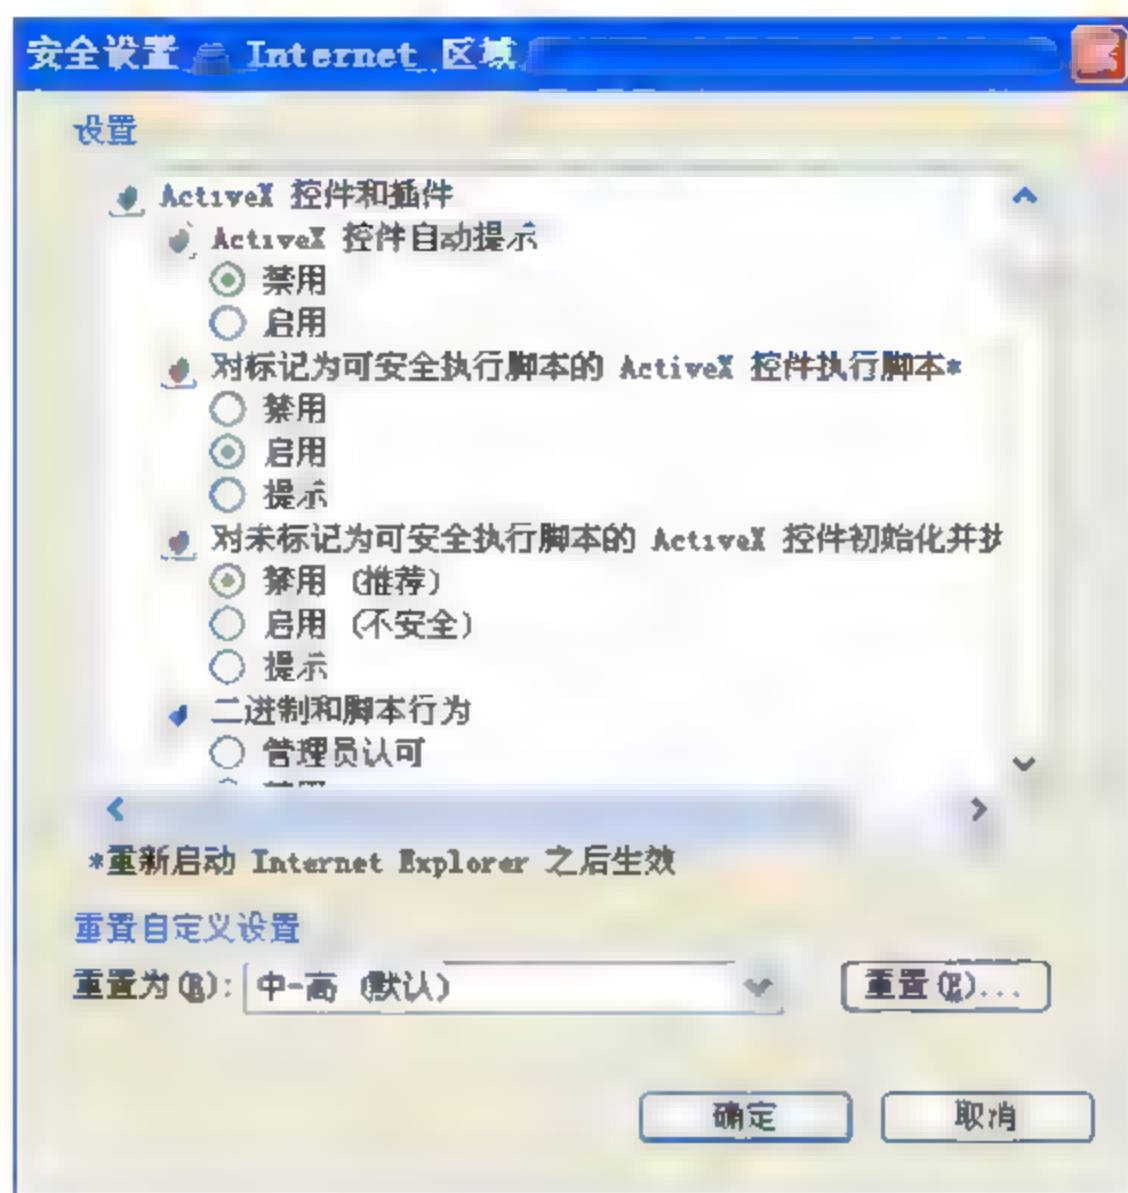 安全设置 - Internet 区域
设置
ActiveX 控件和插件
ActiveX 控件自动提示
禁用
启用
对标记为可安全执行脚本的 ActiveX 控件执行脚本*
禁用
启用
提示
对未标记为可安全执行脚本的 ActiveX 控件初始化并执
禁用 (推荐)
启用 (不安全)
提示
二进制和脚本行为
管理员认可
*重新启动 Internet Explorer 之后生效
重置自定义设置
重置为(R): 中-高 (默认) 重置(E)...
确定 取消